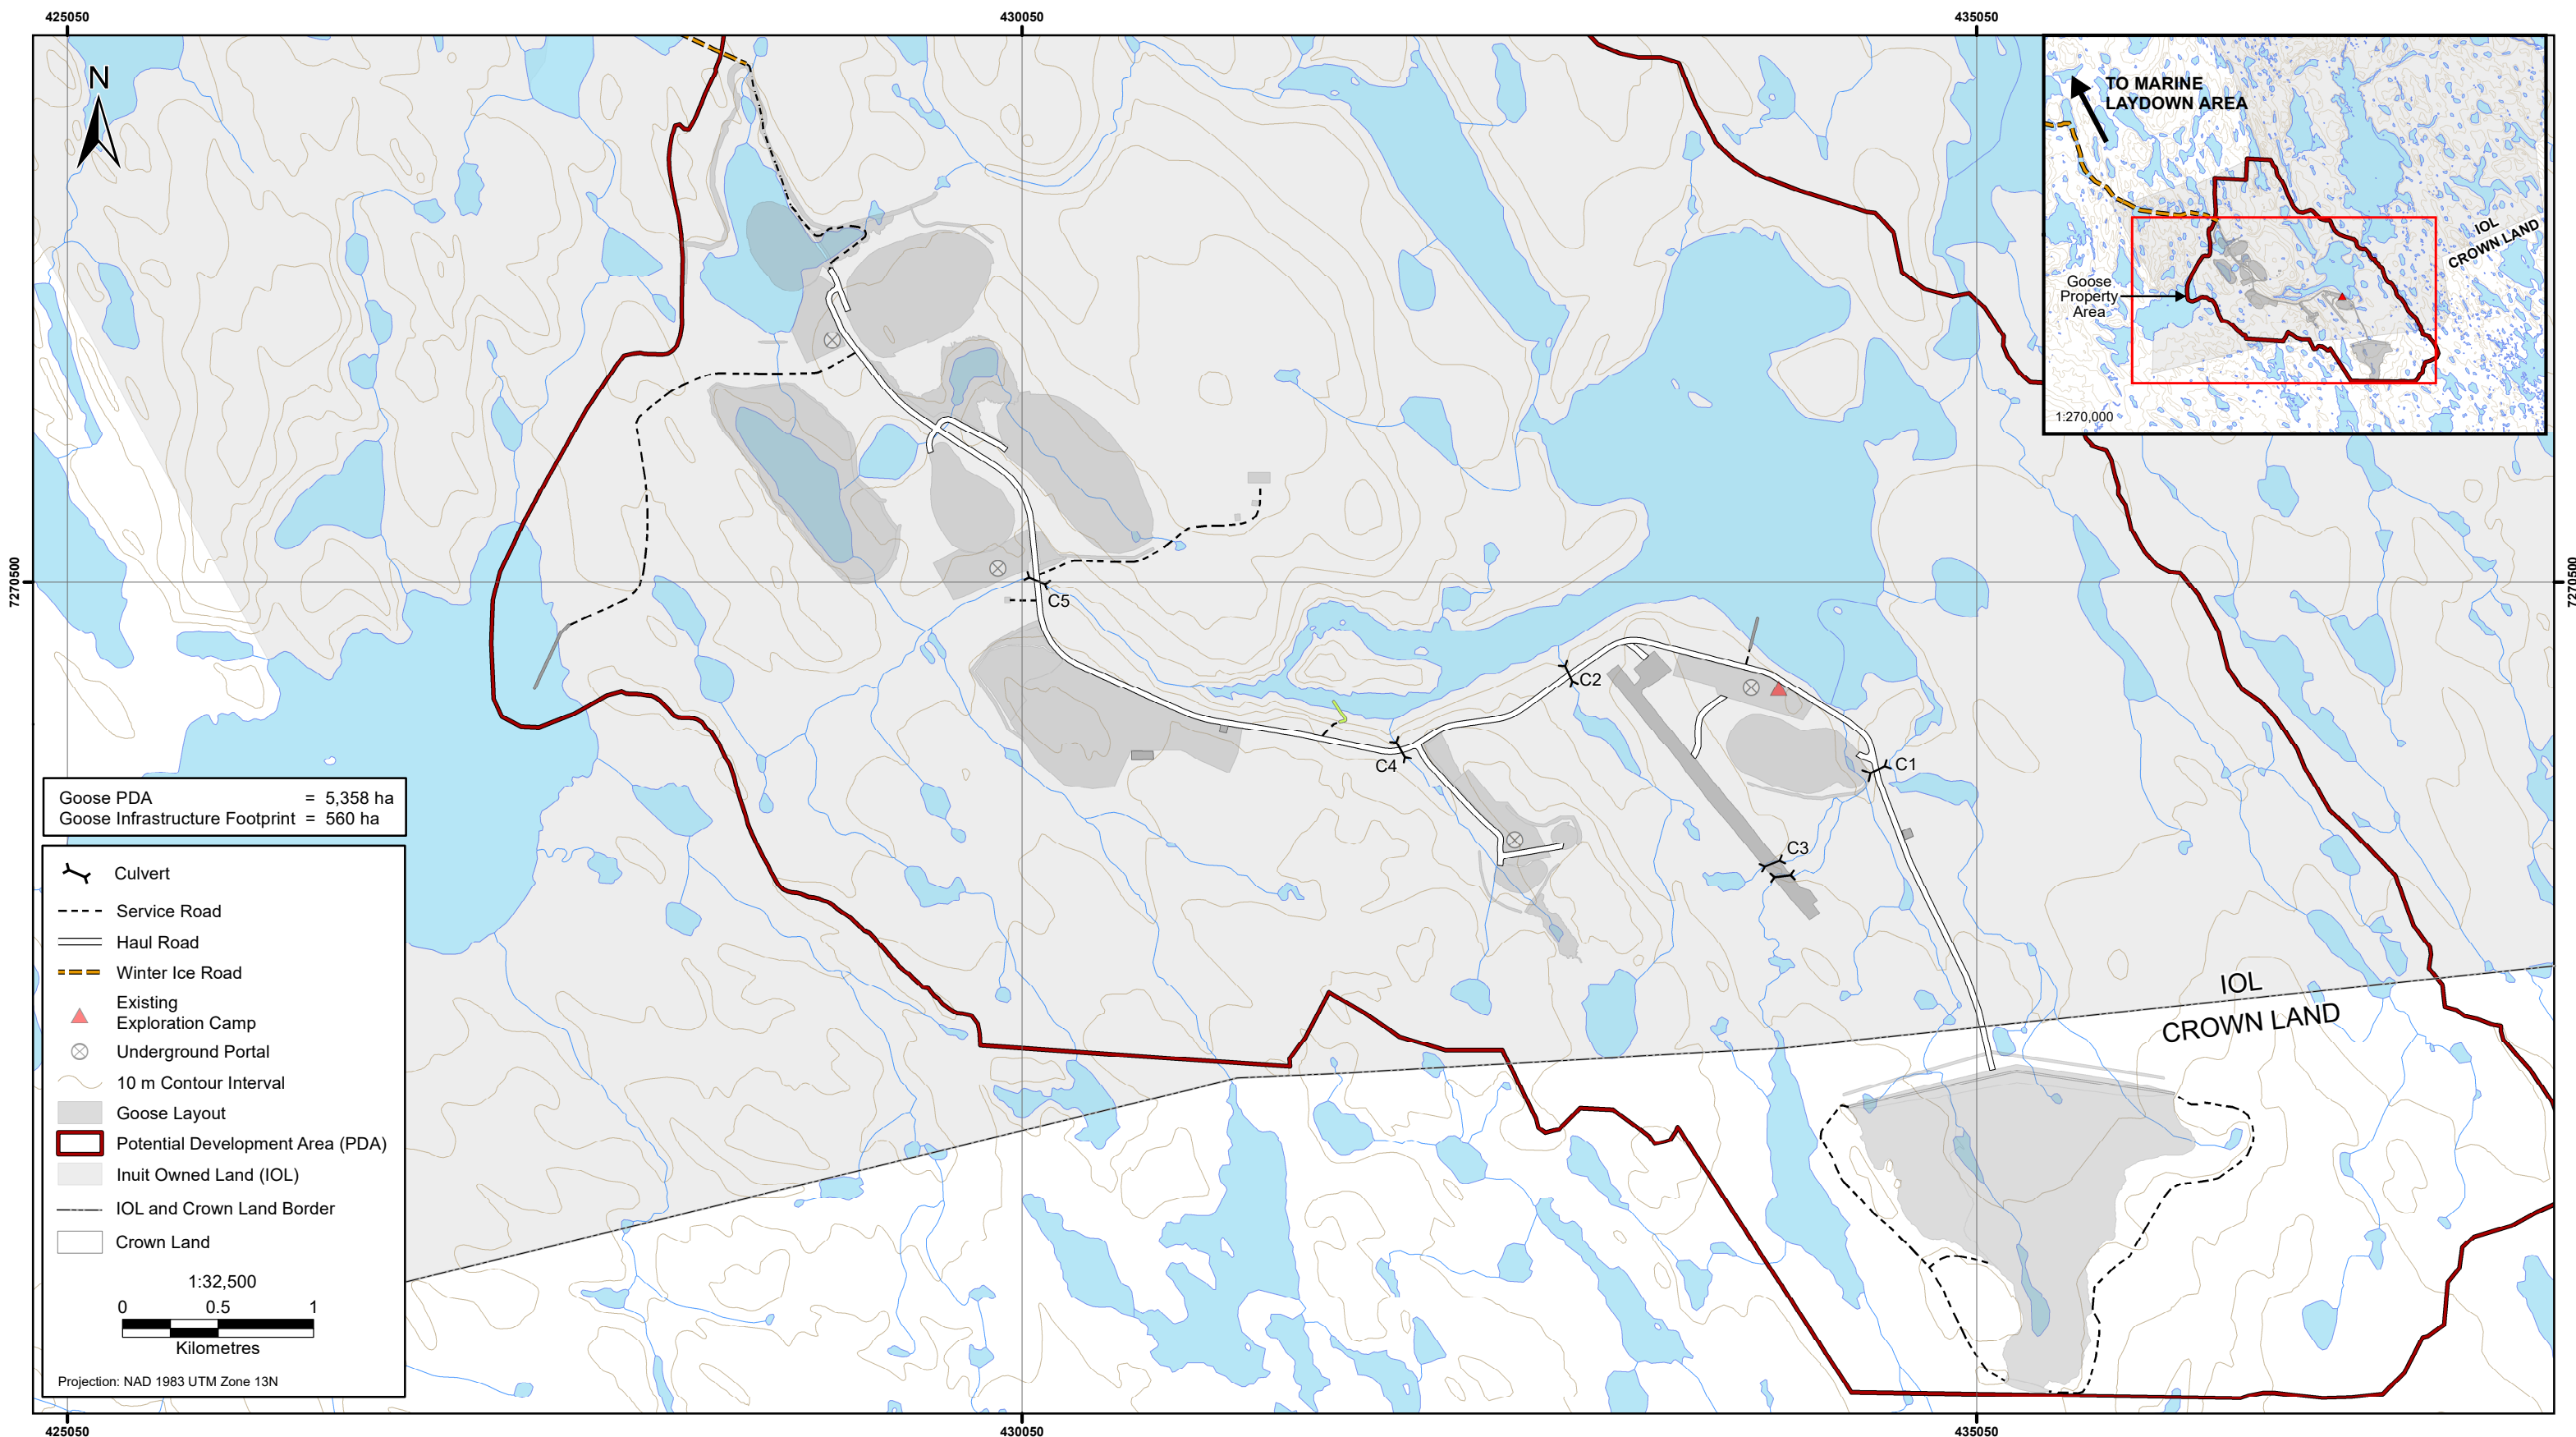 425050
430050
435050
N
TO MARINE
LAYDOWN AREA
IOL
CROWN LAND
Goose
Property
Area
1:270,000
7270500
7270500
C5
C2
C4
C1
C3
IOL
CROWN LAND
Goose PDA = 5,358 ha
Goose Infrastructure Footprint = 560 ha
Culvert
Service Road
Haul Road
Winter Ice Road
Existing
Exploration Camp
Underground Portal
10 m Contour Interval
Goose Layout
Potential Development Area (PDA)
Inuit Owned Land (IOL)
IOL and Crown Land Border
Crown Land
1:32,500
0 0.5 1
Kilometres
Projection: NAD 1983 UTM Zone 13N
425050
430050
435050